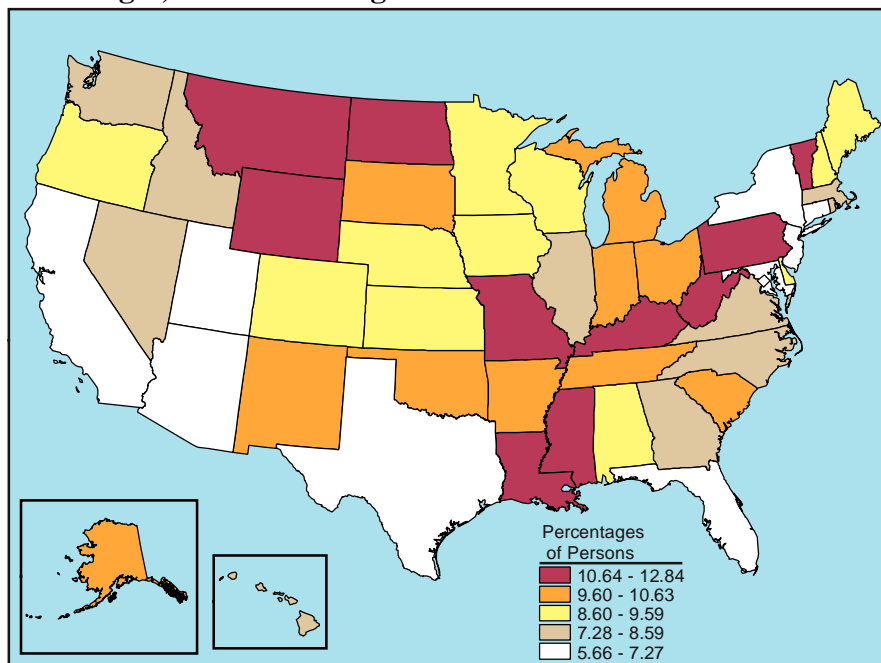 Percentages
of Persons
10.64 - 12.84
9.60 - 10.63
8.60 - 9.59
7.28 - 8.59
5.66 - 7.27